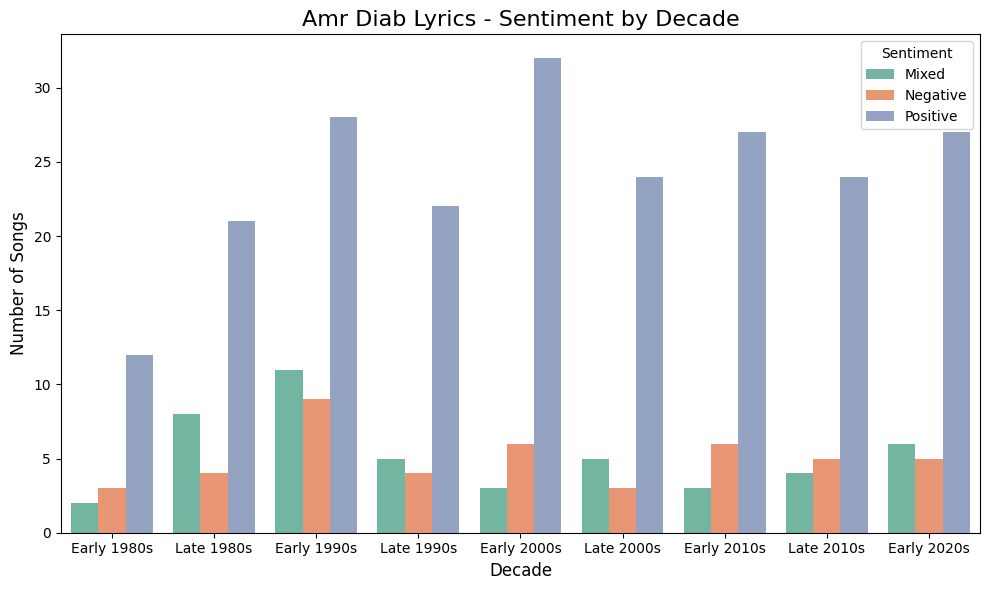 Amr Diab Lyrics - Sentiment by Decade
Sentiment
Mixed
Negative
Positive
Number of Songs
30
25
20
15
10
5
0
Early 1980s Late 1980s Early 1990s Late 1990s Early 2000s Late 2000s Early 2010s Late 2010s Early 2020s
Decade